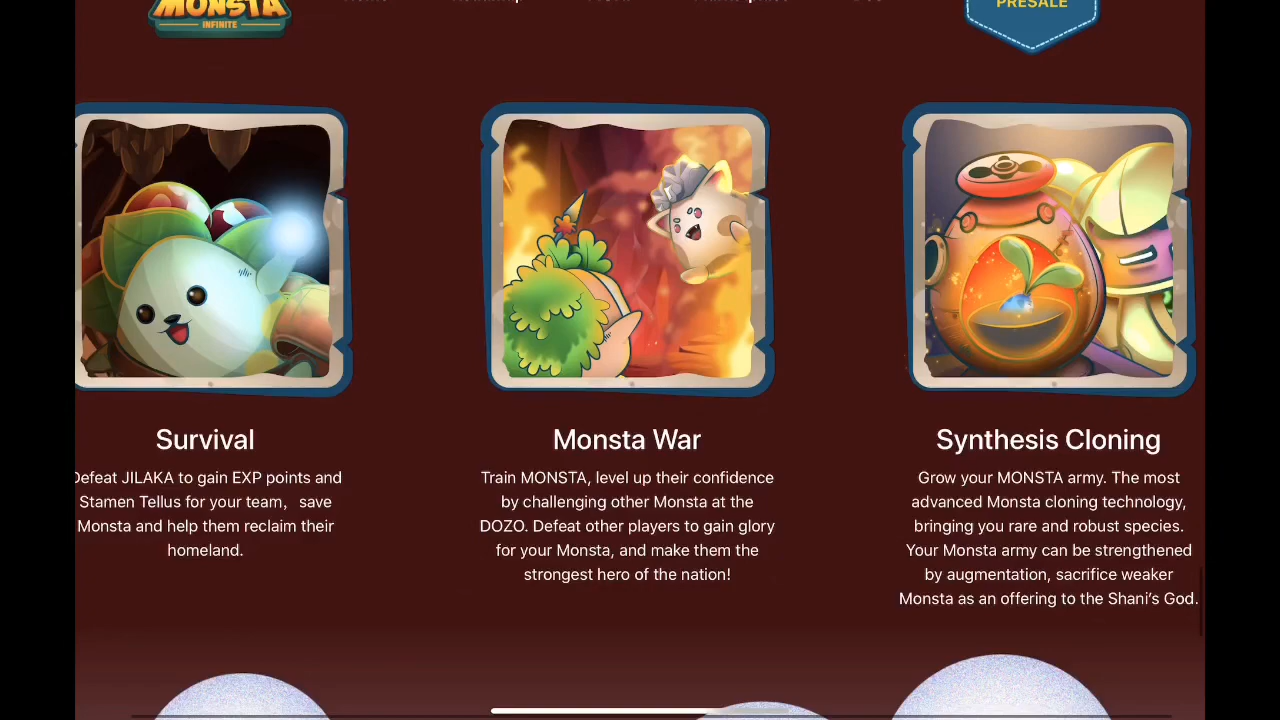 MONSTA
INFINITE
PRESALE
Survival
Defeat JILAKA to gain EXP points and
Stamen Tellus for your team, save
Monsta and help them reclaim their
homeland.
Monsta War
Train MONSTA, level up their confidence
by challenging other Monsta at the
DOZO. Defeat other players to gain glory
for your Monsta, and make them the
strongest hero of the nation!
Synthesis Cloning
Grow your MONSTA army. The most
advanced Monsta cloning technology,
bringing you rare and robust species.
Your Monsta army can be strengthened
by augmentation, sacrifice weaker
Monsta as an offering to the Shani’s God.